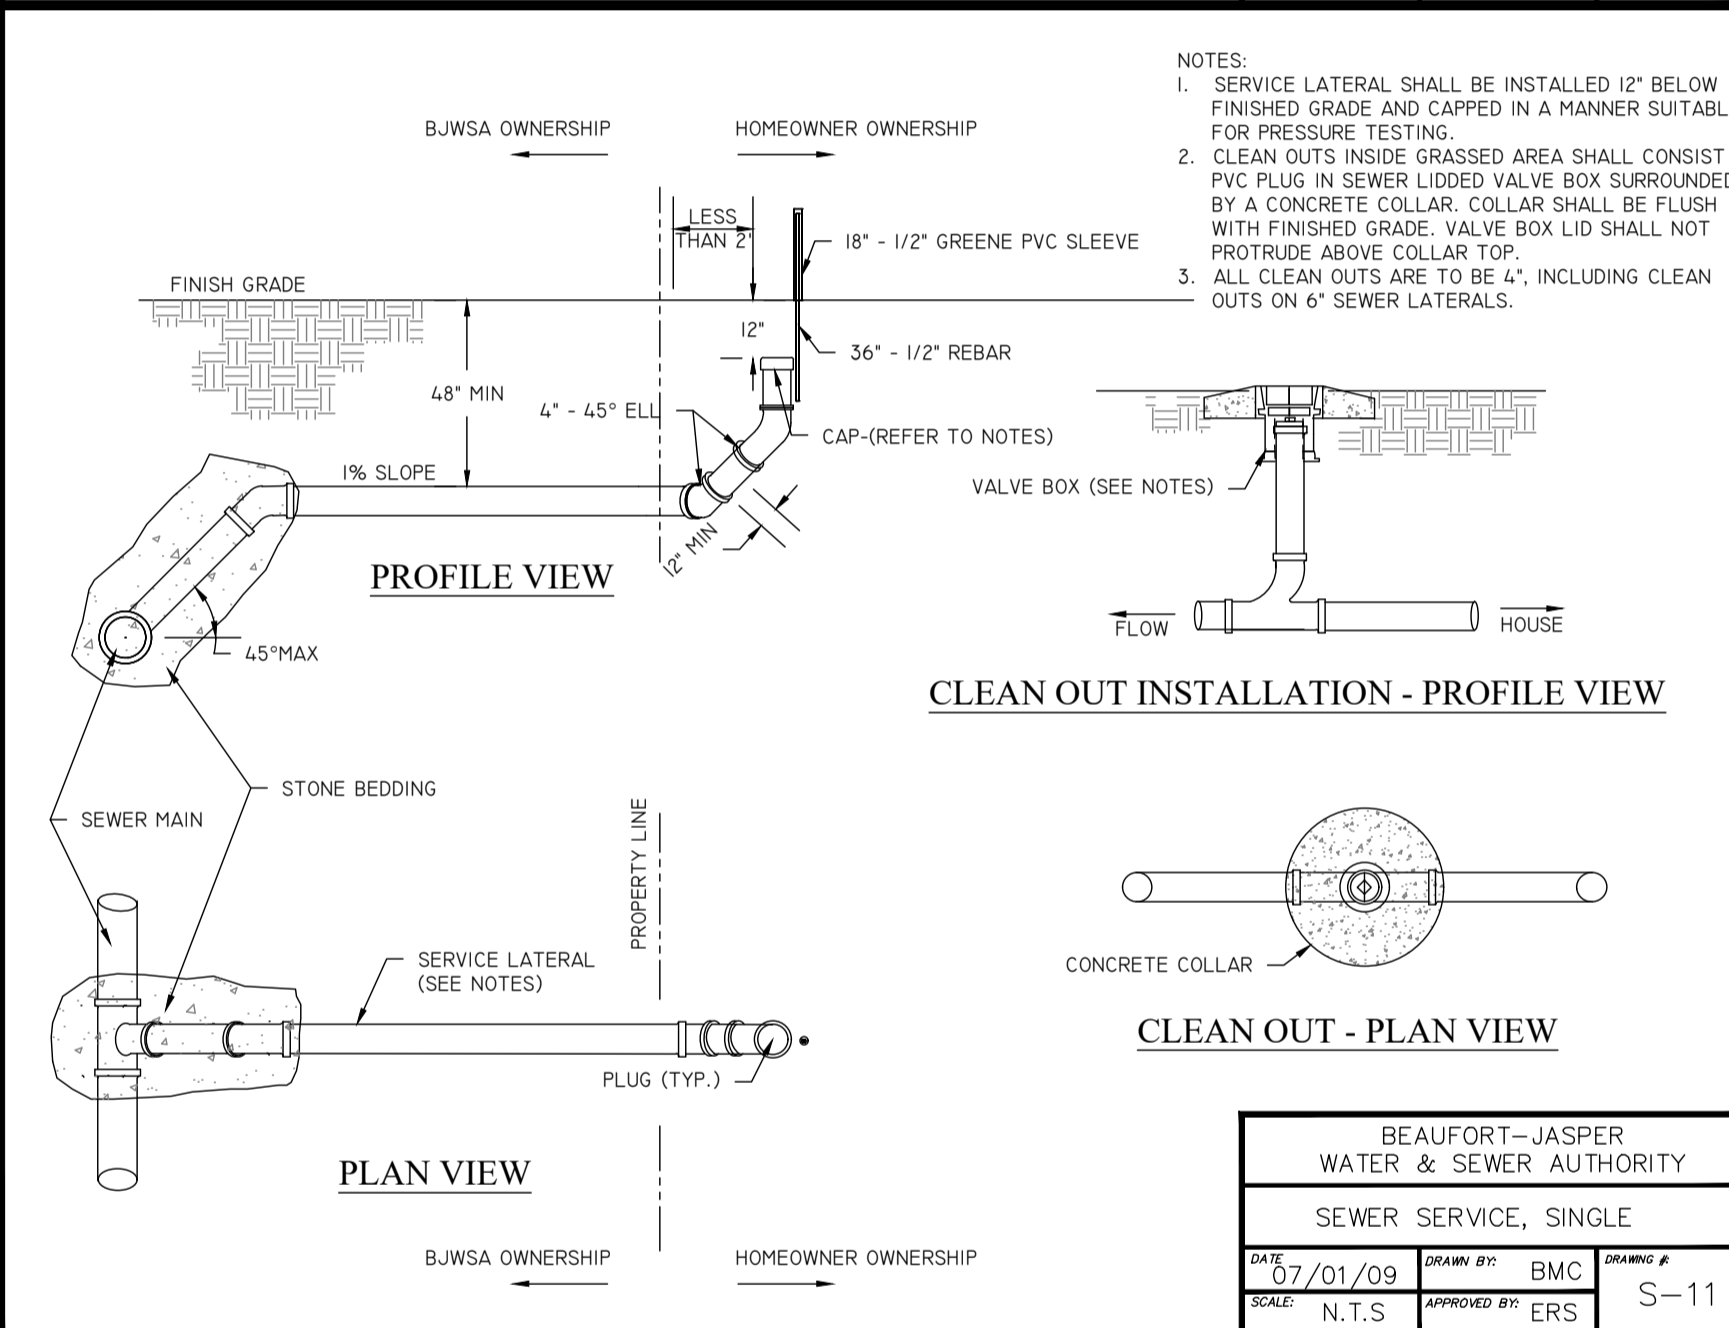 NOTES:
1. SERVICE LATERAL SHALL BE INSTALLED 12" BELOW
FINISHED GRADE AND CAPPED IN A MANNER SUITABL
FOR PRESSURE TESTING.
2. CLEAN OUTS INSIDE GRASSED AREA SHALL CONSIST
PVC PLUG IN SEWER LIDDED VALVE BOX SURROUNDED
BY A CONCRETE COLLAR. COLLAR SHALL BE FLUSH
WITH FINISHED GRADE. VALVE BOX LID SHALL NOT
PROTRUDE ABOVE COLLAR TOP.
3. ALL CLEAN OUTS ARE TO BE 4", INCLUDING CLEAN
OUTS ON 6" SEWER LATERALS.
BJWSA OWNERSHIP
HOMEOWNER OWNERSHIP
LESS
THAN 2'
18" - 1/2" GREENE PVC SLEEVE
FINISH GRADE
12"
36" - 1/2" REBAR
48" MIN
4" - 45° ELL
CAP-(REFER TO NOTES)
1% SLOPE
12" MIN
PROFILE VIEW
45°MAX
STONE BEDDING
SEWER MAIN
VALVE BOX (SEE NOTES)
FLOW
HOUSE
CLEAN OUT INSTALLATION - PROFILE VIEW
PROPERTY LINE
SERVICE LATERAL
(SEE NOTES)
PLUG (TYP.)
PLAN VIEW
BJWSA OWNERSHIP
HOMEOWNER OWNERSHIP
CONCRETE COLLAR
CLEAN OUT - PLAN VIEW
BEAUFORT-JASPER
WATER & SEWER AUTHORITY
SEWER SERVICE, SINGLE
DATE 07/01/09
DRAWN BY: BMC
DRAWING #: S-11
SCALE: N.T.S
APPROVED BY: ERS